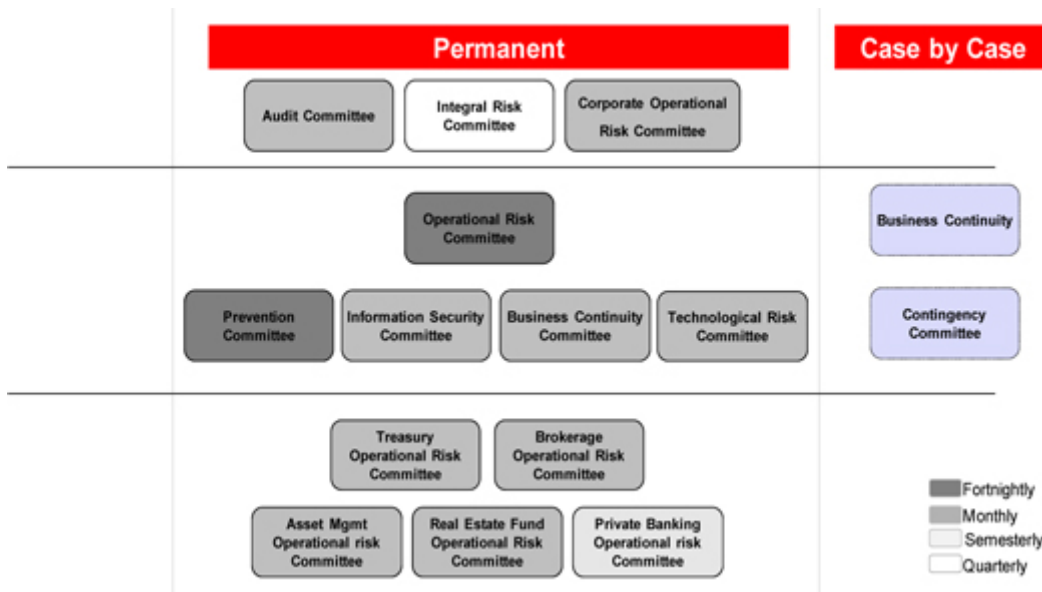 Permanent
Case by Case
Audit Committee
Integral Risk
Committee
Corporate Operational
Risk Committee
Operational Risk
Committee
Business Continuity
Prevention
Committee
Information Security
Committee
Business Continuity
Committee
Technological Risk
Committee
Contingency
Committee
Treasury
Operational Risk
Committee
Brokerage
Operational Risk
Committee
Asset Mgmt
Operational risk
Committee
Real Estate Fund
Operational Risk
Committee
Private Banking
Operational risk
Committee
Fortnightly
Monthly
Semesterly
Quarterly